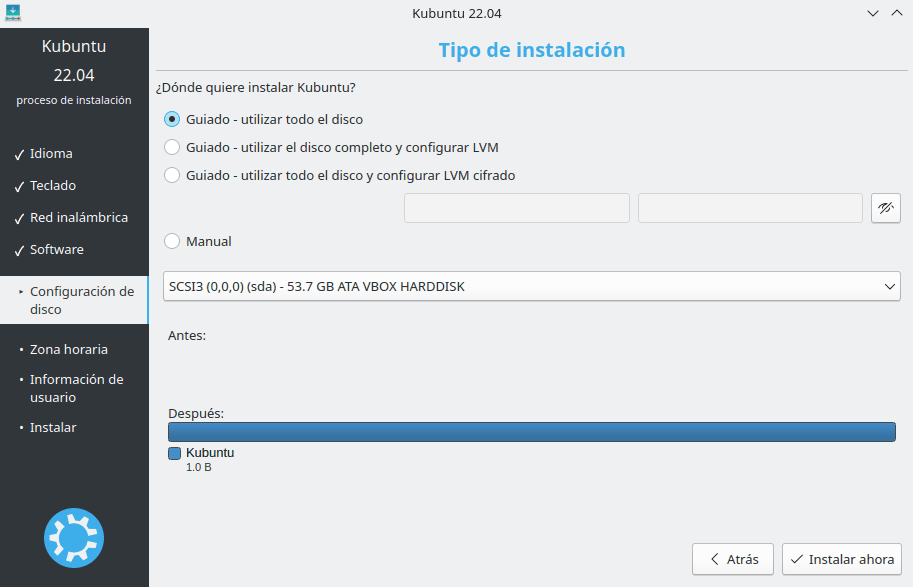 Kubuntu 22.04
Kubuntu
22.04
proceso de instalación
Idioma
Teclado
Red inalámbrica
Software
Configuración de
disco
Zona horaria
Información de
usuario
Instalar
Tipo de instalación
¿Dónde quiere instalar Kubuntu?
Guiado - utilizar todo el disco
Guiado - utilizar el disco completo y configurar LVM
Guiado - utilizar todo el disco y configurar LVM cifrado
Manual
SCSI3 (0,0,0) (sda) - 53.7 GB ATA VBOX HARDDISK
Antes:
Después:
Kubuntu
1.0 B
Atrás
Instalar ahora